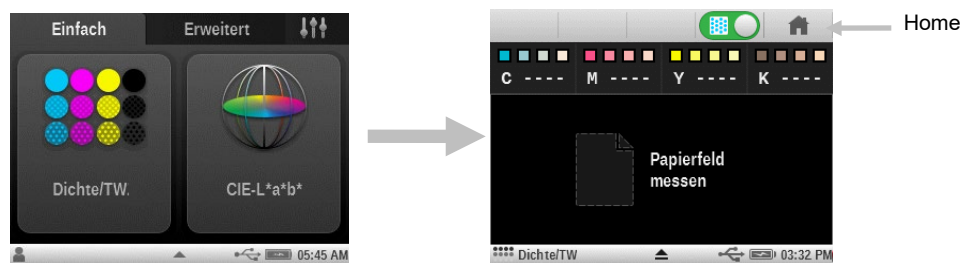 Einfach
Erweitert
Dichte/TW.
CIE-L*a*b*
05:45 AM
Home
C ----
M ----
Y ----
K ----
Papierfeld
messen
Dichte/TW
03:32 PM